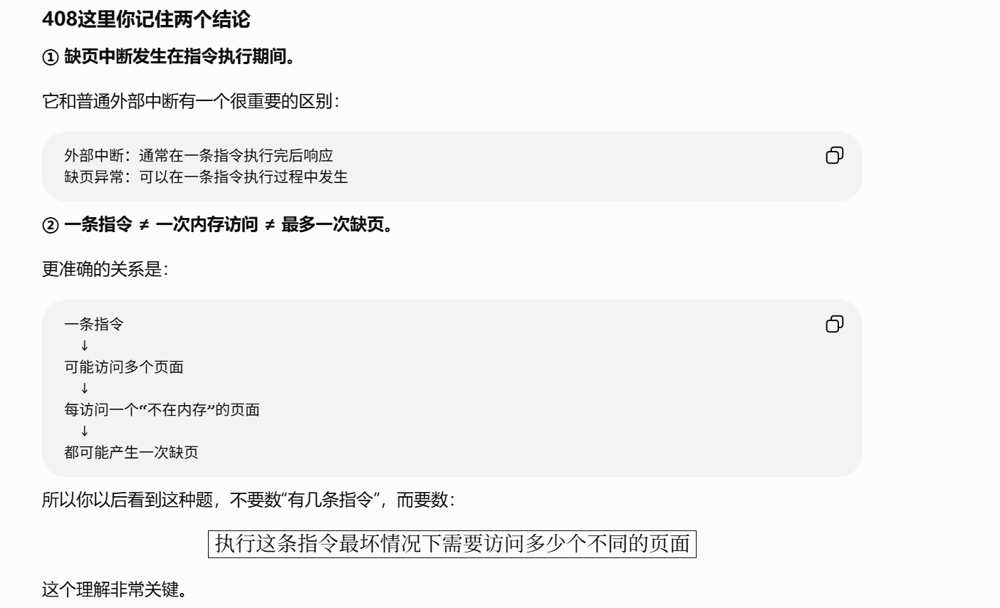 408这里你记住两个结论
① 缺页中断发生在指令执行期间。
它和普通外部中断有一个很重要的区别：
外部中断：通常在一条指令执行完后响应
缺页异常：可以在一条指令执行过程中发生
② 一条指令 ≠ 一次内存访问 ≠ 最多一次缺页。
更准确的关系是：
一条指令
↓
可能访问多个页面
↓
每访问一个“不在内存”的页面
↓
都可能产生一次缺页
所以你以后看到这种题，不要数“有几条指令”，而要数：
执行这条指令最坏情况下需要访问多少个不同的页面
这个理解非常关键。